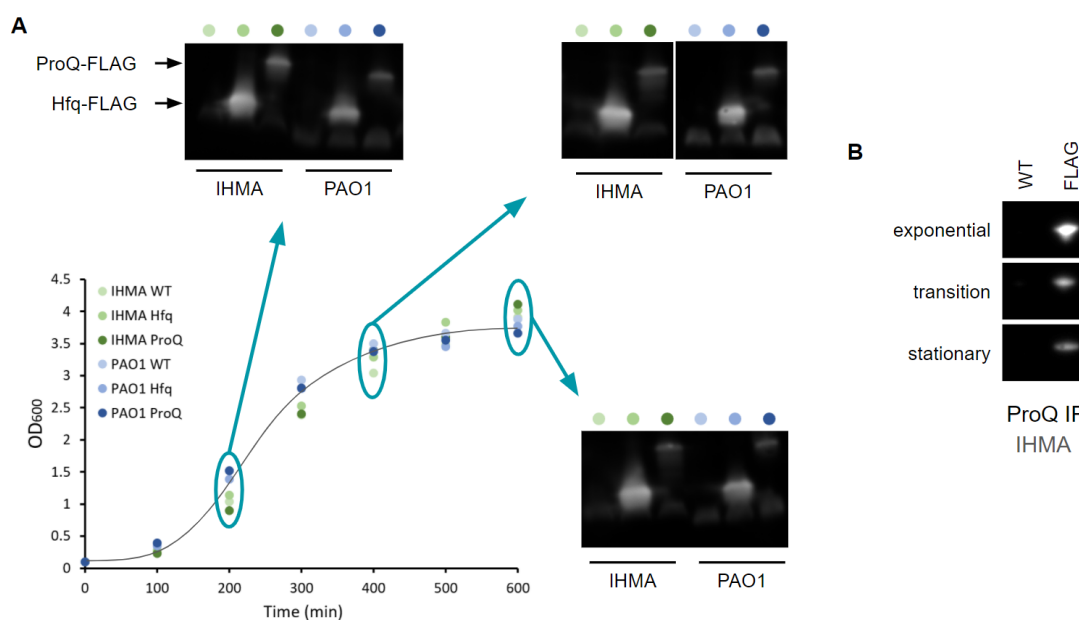 A
ProQ-FLAG
Hfq-FLAG
IHMA PAO1
IHMA PAO1
B
WT
FLAG
exponential
transition
stationary
ProQ IP
IHMA
4.5
4
3.5
3
2.5
2
1.5
1
0.5
0
OD600
IHMA WT
IHMA Hfq
IHMA ProQ
PAO1 WT
PAO1 Hfq
PAO1 ProQ
0 100 200 300 400 500 600
Time (min)
IHMA PAO1